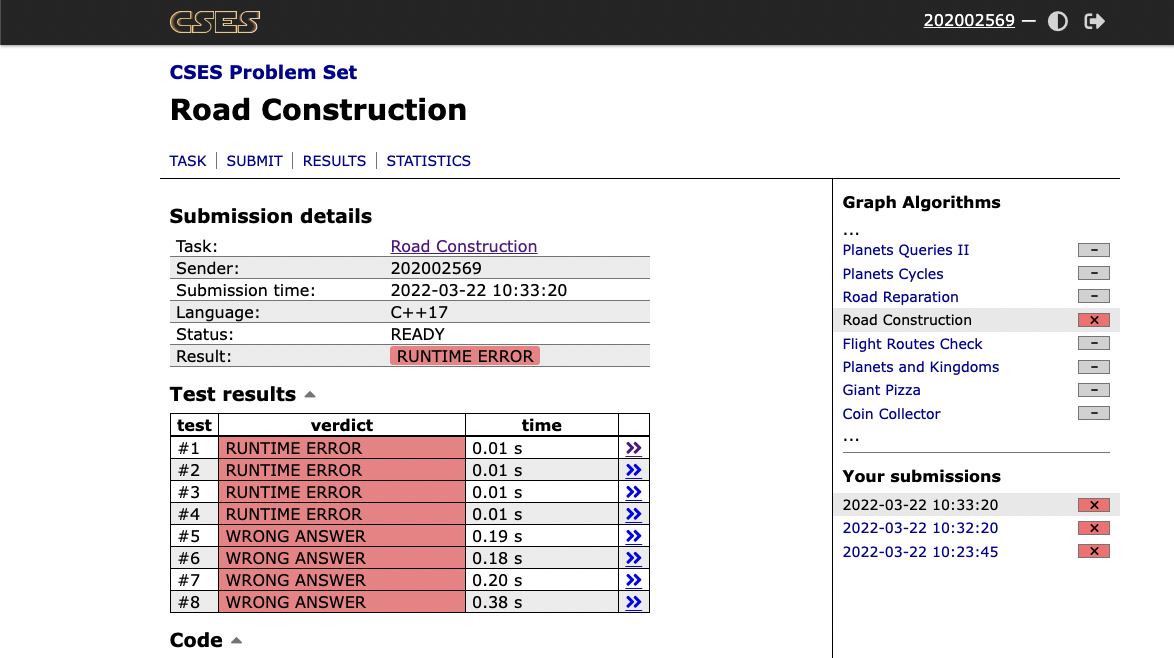 CSES
202002569 —
CSES Problem Set
Road Construction
TASK | SUBMIT | RESULTS | STATISTICS
Submission details
Task: Road Construction
Sender: 202002569
Submission time: 2022-03-22 10:33:20
Language: C++17
Status: READY
Result: RUNTIME ERROR
Test results
test verdict time
#1 RUNTIME ERROR 0.01 s »
#2 RUNTIME ERROR 0.01 s »
#3 RUNTIME ERROR 0.01 s »
#4 RUNTIME ERROR 0.01 s »
#5 WRONG ANSWER 0.19 s »
#6 WRONG ANSWER 0.18 s »
#7 WRONG ANSWER 0.20 s »
#8 WRONG ANSWER 0.38 s »
Code
Graph Algorithms
...
Planets Queries II –
Planets Cycles –
Road Reparation –
Road Construction ×
Flight Routes Check –
Planets and Kingdoms –
Giant Pizza –
Coin Collector –
...
Your submissions
2022-03-22 10:33:20 ×
2022-03-22 10:32:20 ×
2022-03-22 10:23:45 ×